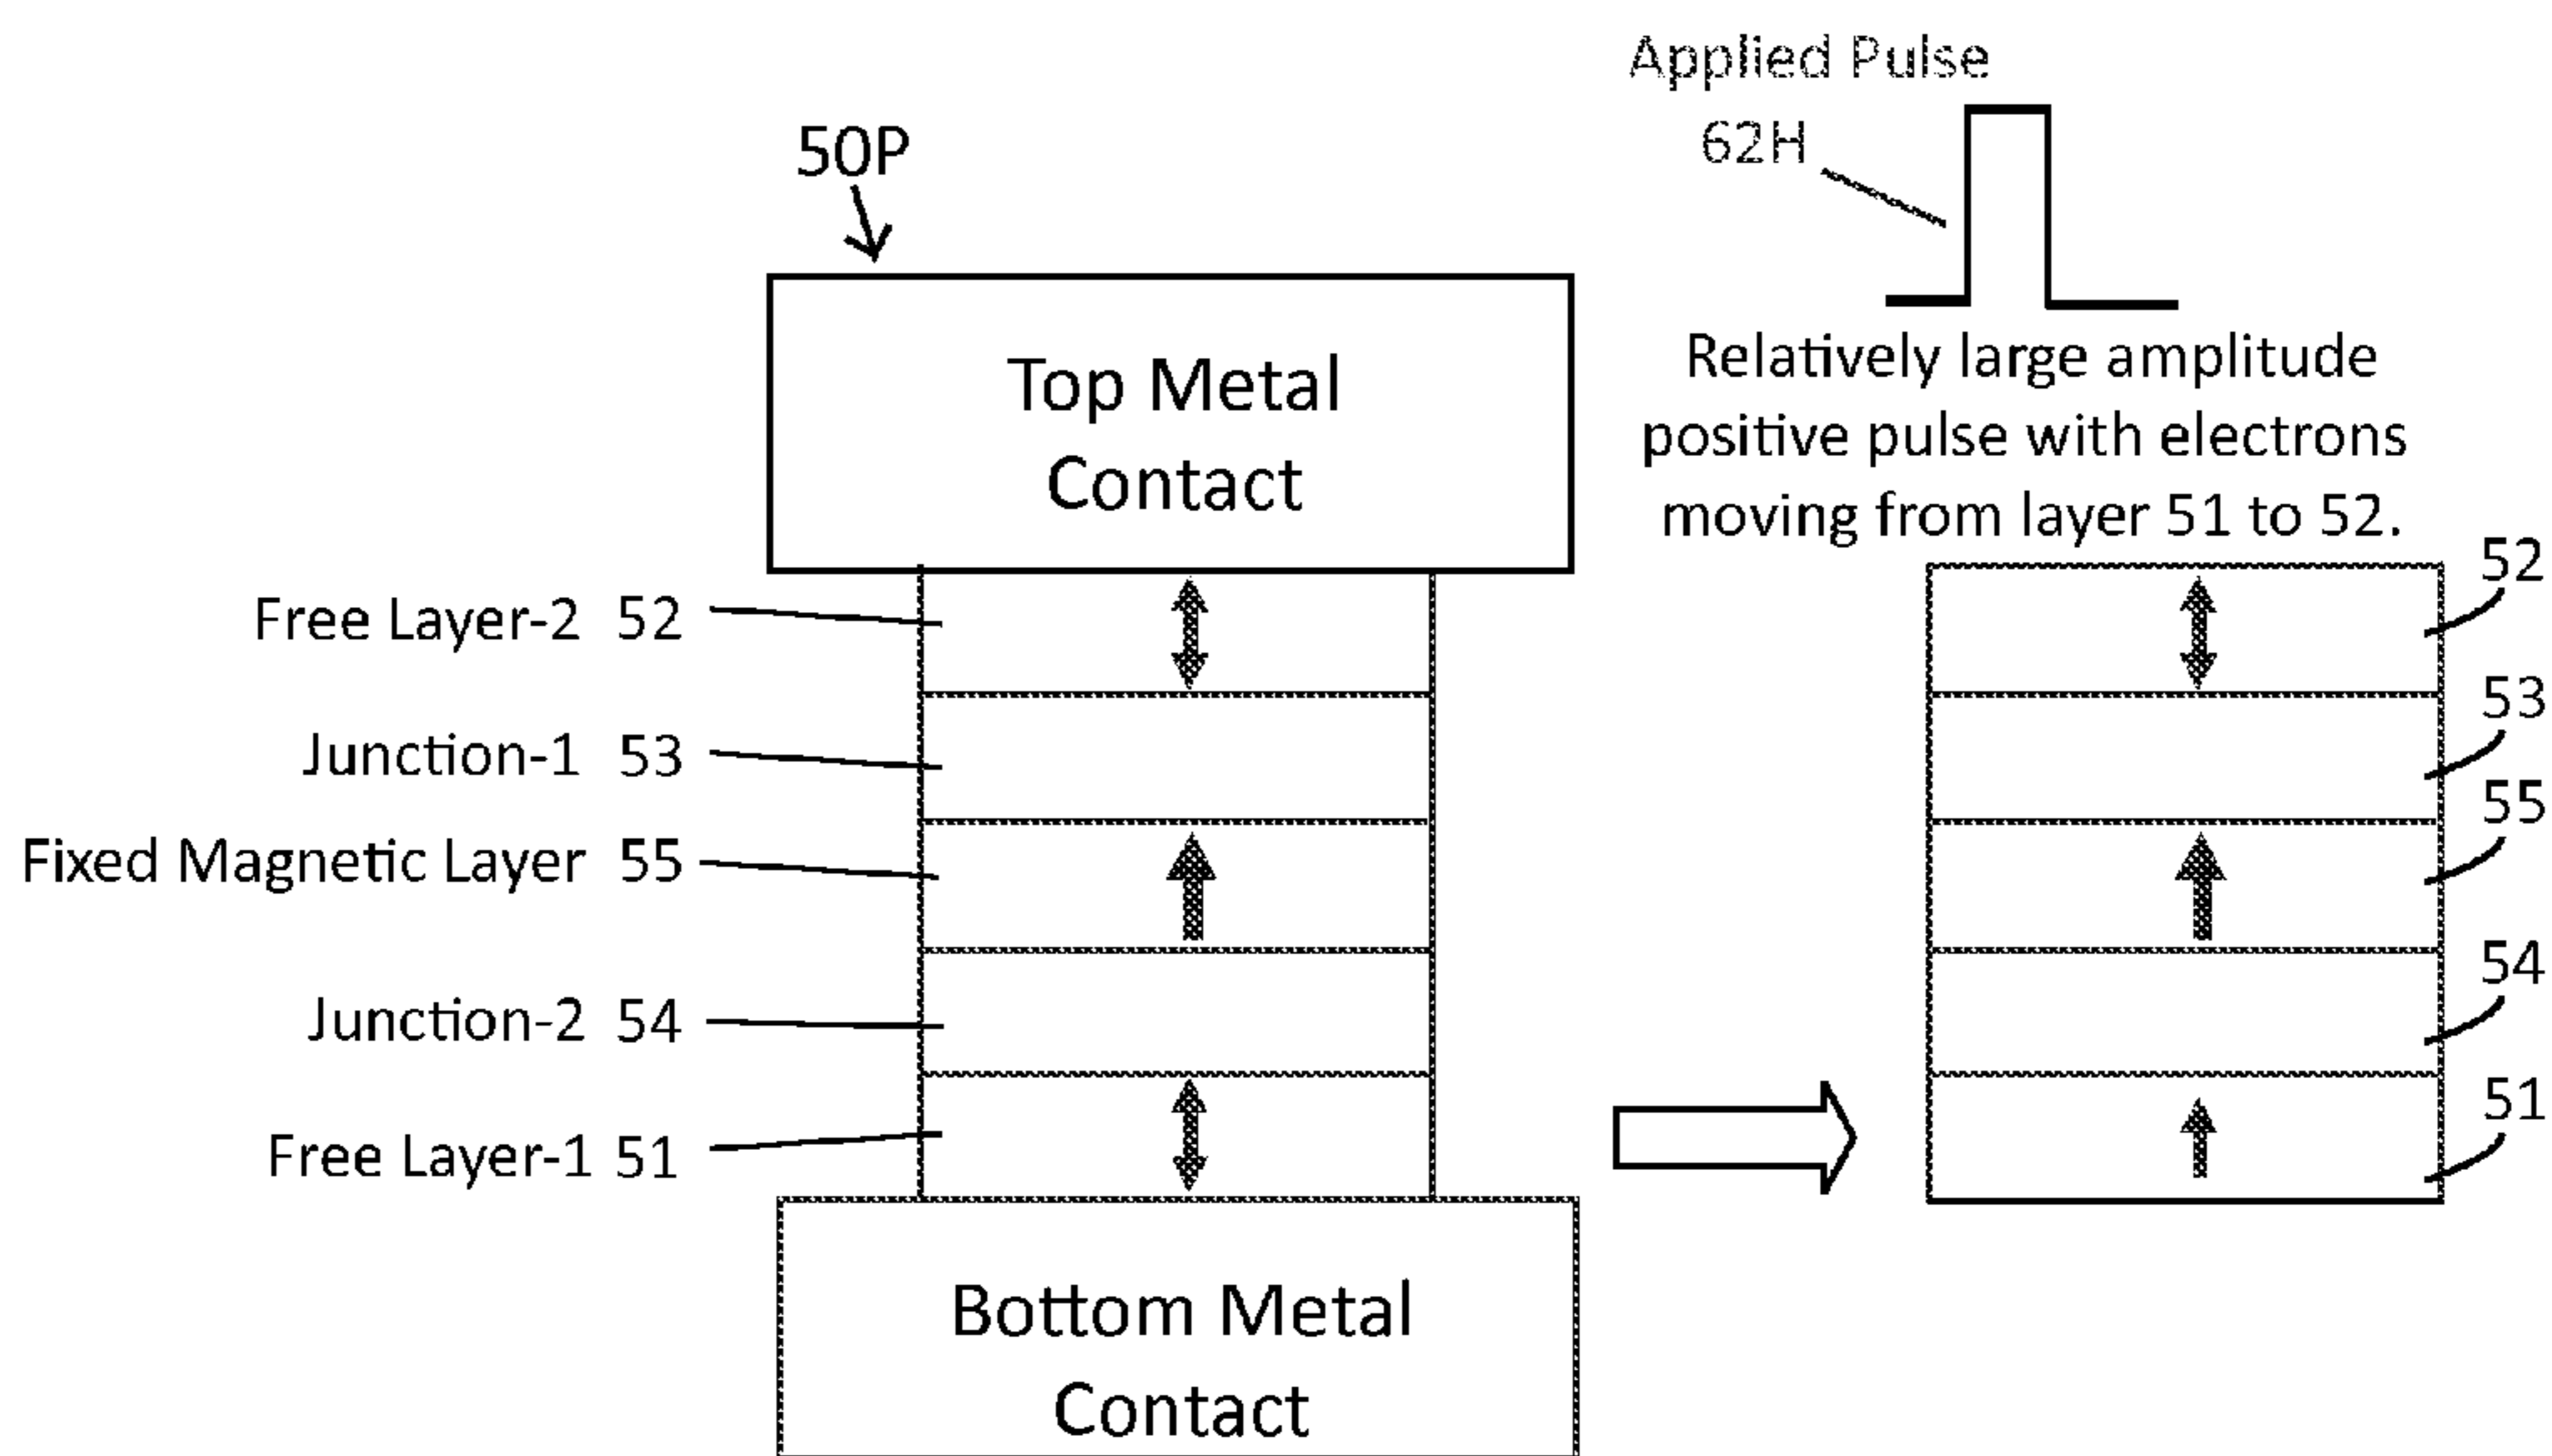 Applied Pulse
62H
50P
Top Metal
Contact
Relatively large amplitude
positive pulse with electrons
moving from layer 51 to 52.
Free Layer-2 52
Junction-1 53
Fixed Magnetic Layer 55
Junction-2 54
Free Layer-1 51
Bottom Metal
Contact
52
53
55
54
51